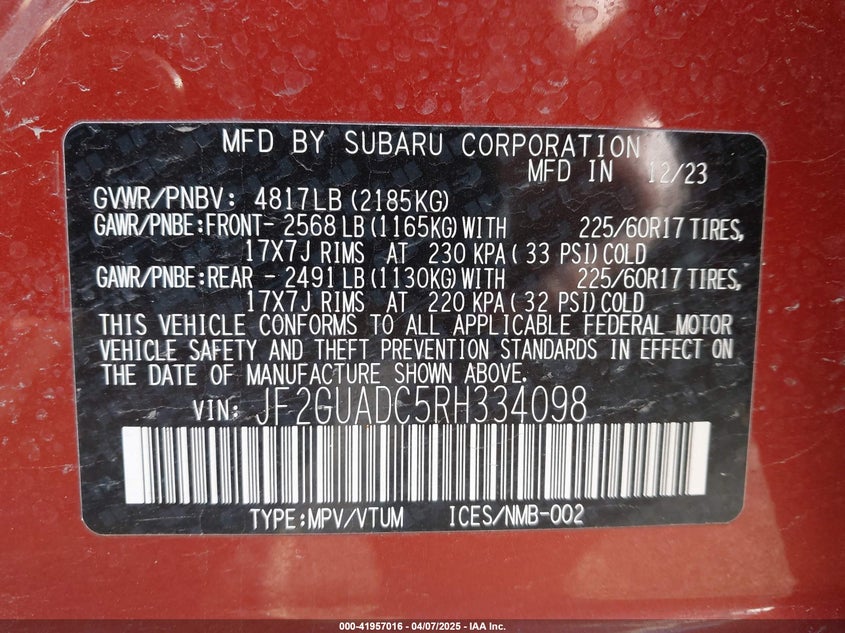 MFD BY SUBARU CORPORATION
MFD IN 12/23
GVWR/PNBV: 4817LB(2185KG)
GAWR/PNBE:FRONT- 2568LB(1165KG)WITH 225/60R17 TIRES,
17X7J RIMS AT 230 KPA( 33 PSI)COLD
GAWR/PNBE:REAR - 2491LB(1130KG)WITH 225/60R17 TIRES,
17X7J RIMS AT 220 KPA( 32 PSI)COLD
THIS VEHICLE CONFORMS TO ALL APPLICABLE FEDERAL MOTOR
VEHICLE SAFETY AND THEFT PREVENTION STANDARDS IN EFFECT ON
THE DATE OF MANUFACTURE SHOWN ABOVE.
VIN: JF2GUADC5RH334098
TYPE:MPV/VTUM ICES/NMB-002
000-41957016 - 04/07/2025 - IAA Inc.